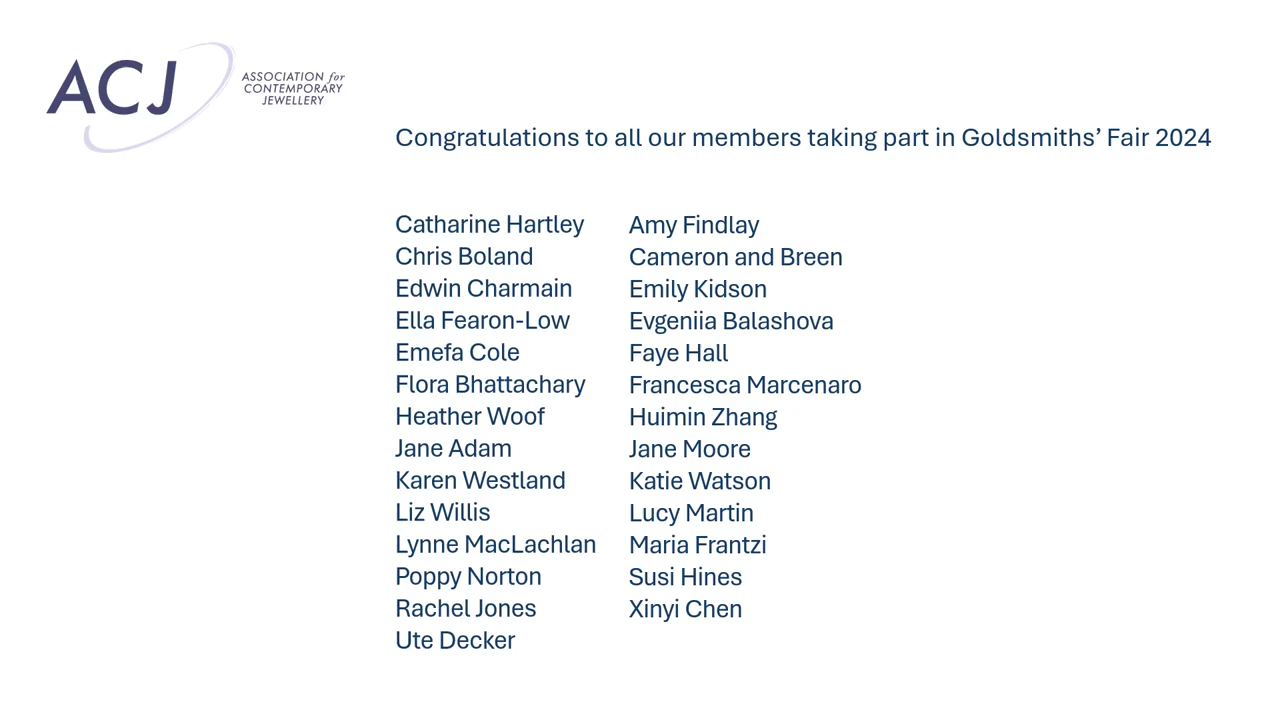 ACJ
ASSOCIATION for
CONTEMPORARY
JEWELLERY
Congratulations to all our members taking part in Goldsmiths’ Fair 2024
Catharine Hartley
Chris Boland
Edwin Charmain
Ella Fearon-Low
Emefa Cole
Flora Bhattachary
Heather Woof
Jane Adam
Karen Westland
Liz Willis
Lynne MacLachlan
Poppy Norton
Rachel Jones
Ute Decker
Amy Findlay
Cameron and Breen
Emily Kidson
Evgeniia Balashova
Faye Hall
Francesca Marcenaro
Huimin Zhang
Jane Moore
Katie Watson
Lucy Martin
Maria Frantzi
Susi Hines
Xinyi Chen